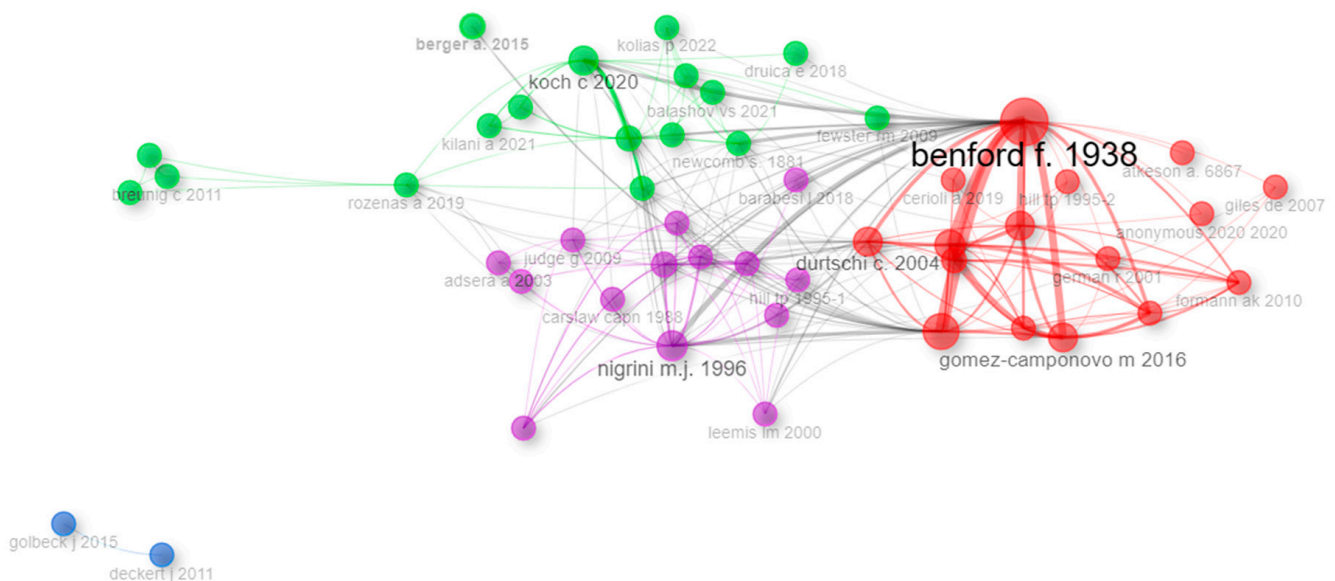 berger a. 2015
kolias p 2022
koch c 2020
druica e 2018
balashov vs 2021
kilani a 2021
newcomb s. 1881
fewster rm 2009
benford f. 1938
atkeson a. 6867
breunig c 2011
rozenas a 2019
barabesi l 2018
cerioli a 2019
hill tp 1995-2
giles de 2007
anonymous 2020 2020
judge g 2009
durtschi c. 2004
adsera a 2003
german r 2001
hill tp 1995-1
formann ak 2010
carslaw capn 1988
nigrini m.j. 1996
gomez-camponovo m 2016
leemis lm 2000
golbeck j 2015
deckert j 2011